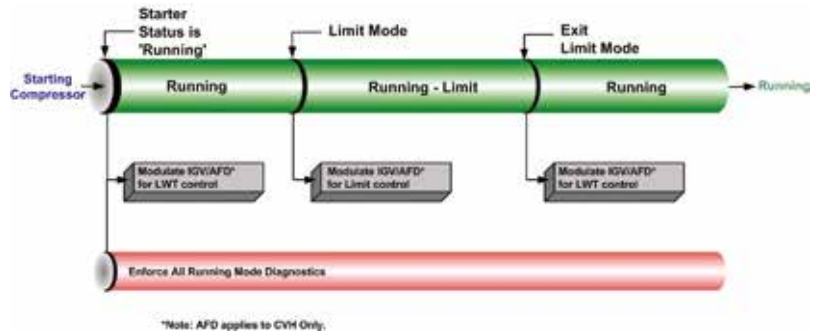 Starter
Status is
"Running"
Limit Mode
Exit
Limit Mode
Starting
Compressor
Running
Running - Limit
Running
Running
Modulate IGV/AFD*
for LWT control
Modulate IGV/AFD*
for Limit control
Modulate IGV/AFD*
for LWT control
Enforce All Running Mode Diagnostics
*Note: AFD applies to CVH Only.